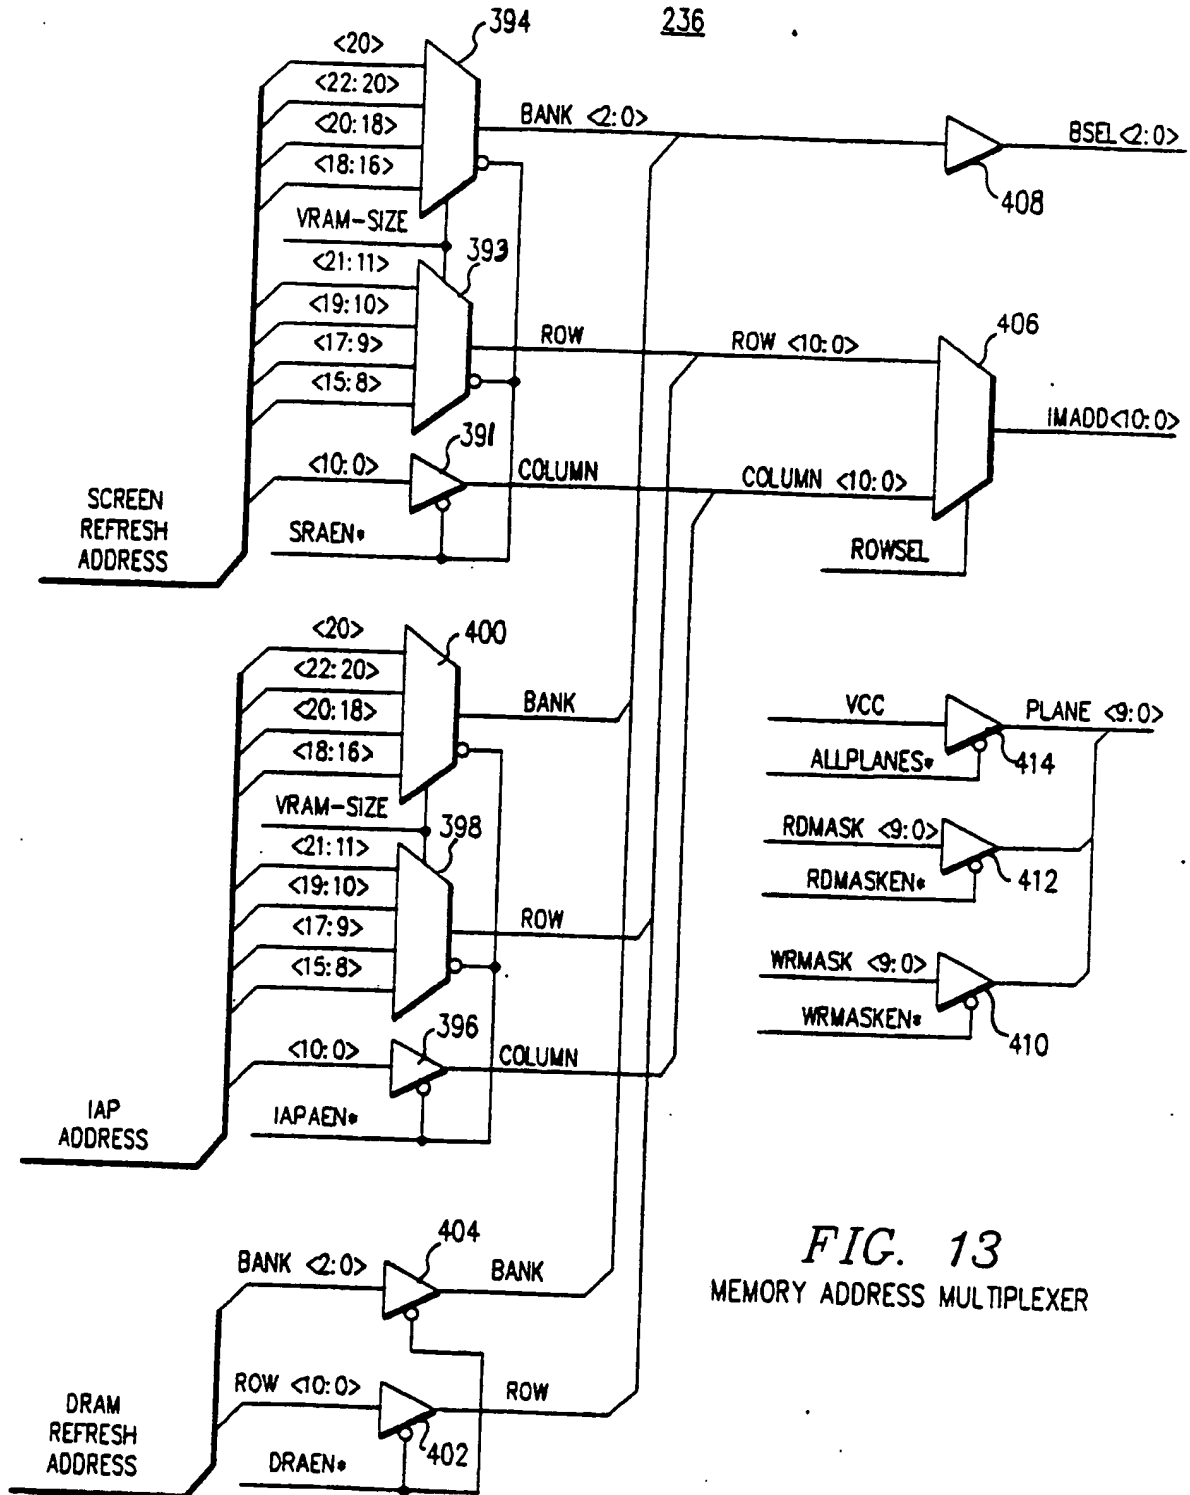 236
394
<20>
<22:20>
<20:18>
<18:16>
BANK <2:0>
BSEL<2:0>
408
VRAM-SIZE
393
<21:11>
<19:10>
<17:9>
<15:8>
ROW
ROW <10:0>
406
IMADD<10:0>
391
<10:0>
COLUMN
COLUMN <10:0>
SCREEN
REFRESH
ADDRESS
SRAEN*
ROWSEL
400
<20>
<22:20>
<20:18>
<18:16>
BANK
VRAM-SIZE
398
<21:11>
<19:10>
<17:9>
<15:8>
ROW
396
<10:0>
COLUMN
IAP
ADDRESS
IAPAEN*
VCC
PLANE <9:0>
ALLPLANES*
414
RDMASK <9:0>
RDMASKEN*
412
WRMASK <9:0>
WRMASKEN*
410
404
BANK <2:0>
BANK
ROW <10:0>
ROW
402
DRAM
REFRESH
ADDRESS
DRAEN*
FIG. 13
MEMORY ADDRESS MULTIPLEXER